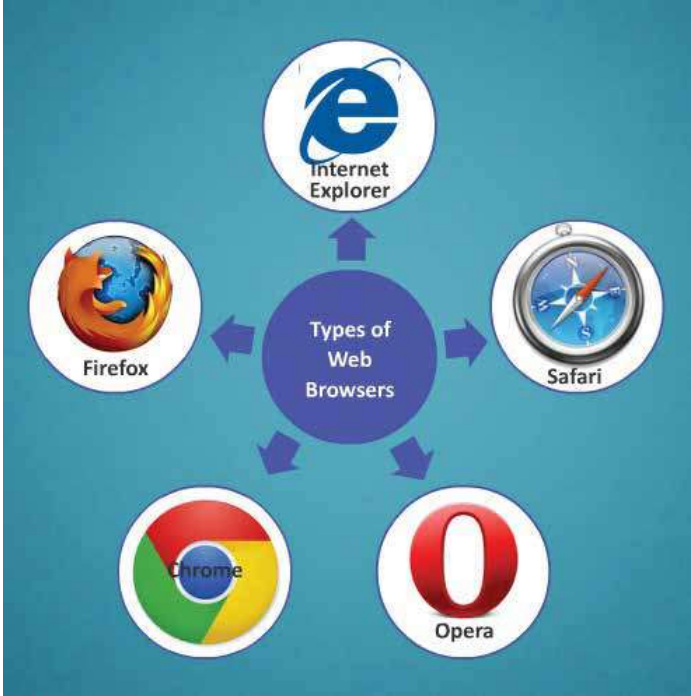 Internet
Explorer
Types of
Web
Browsers
Firefox
Safari
N
E
S
W
Chrome
Opera